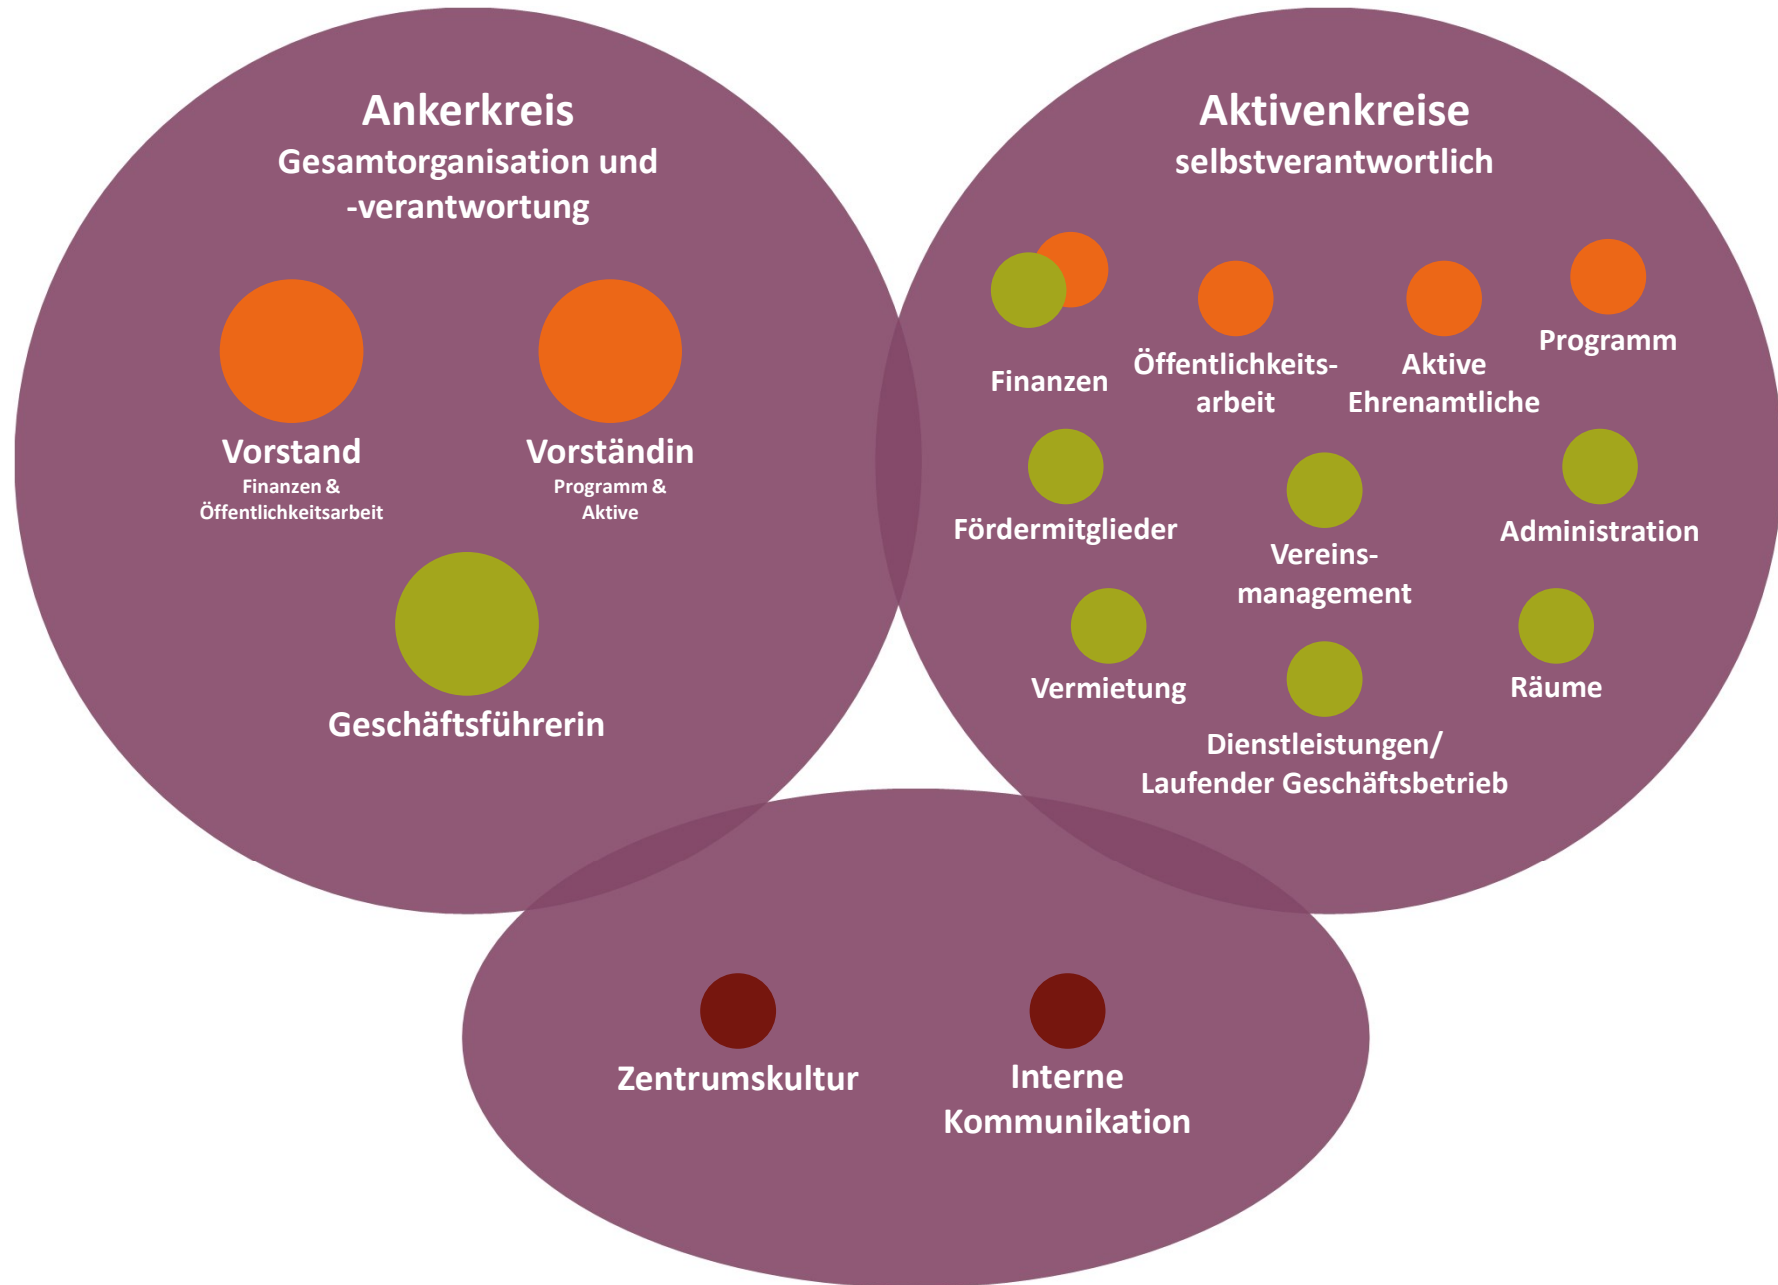 Ankerkreis
Gesamtorganisation und
-verantwortung
Vorstand
Finanzen &
Öffentlichkeitsarbeit
Vorständin
Programm &
Aktive
Geschäftsführerin
Aktivenkreise
selbstverantwortlich
Finanzen
Öffentlichkeits-
arbeit
Aktive
Ehrenamtliche
Programm
Fördermitglieder
Vereins-
management
Administration
Vermietung
Dienstleistungen/
Laufender Geschäftsbetrieb
Räume
Zentrumskultur
Interne
Kommunikation